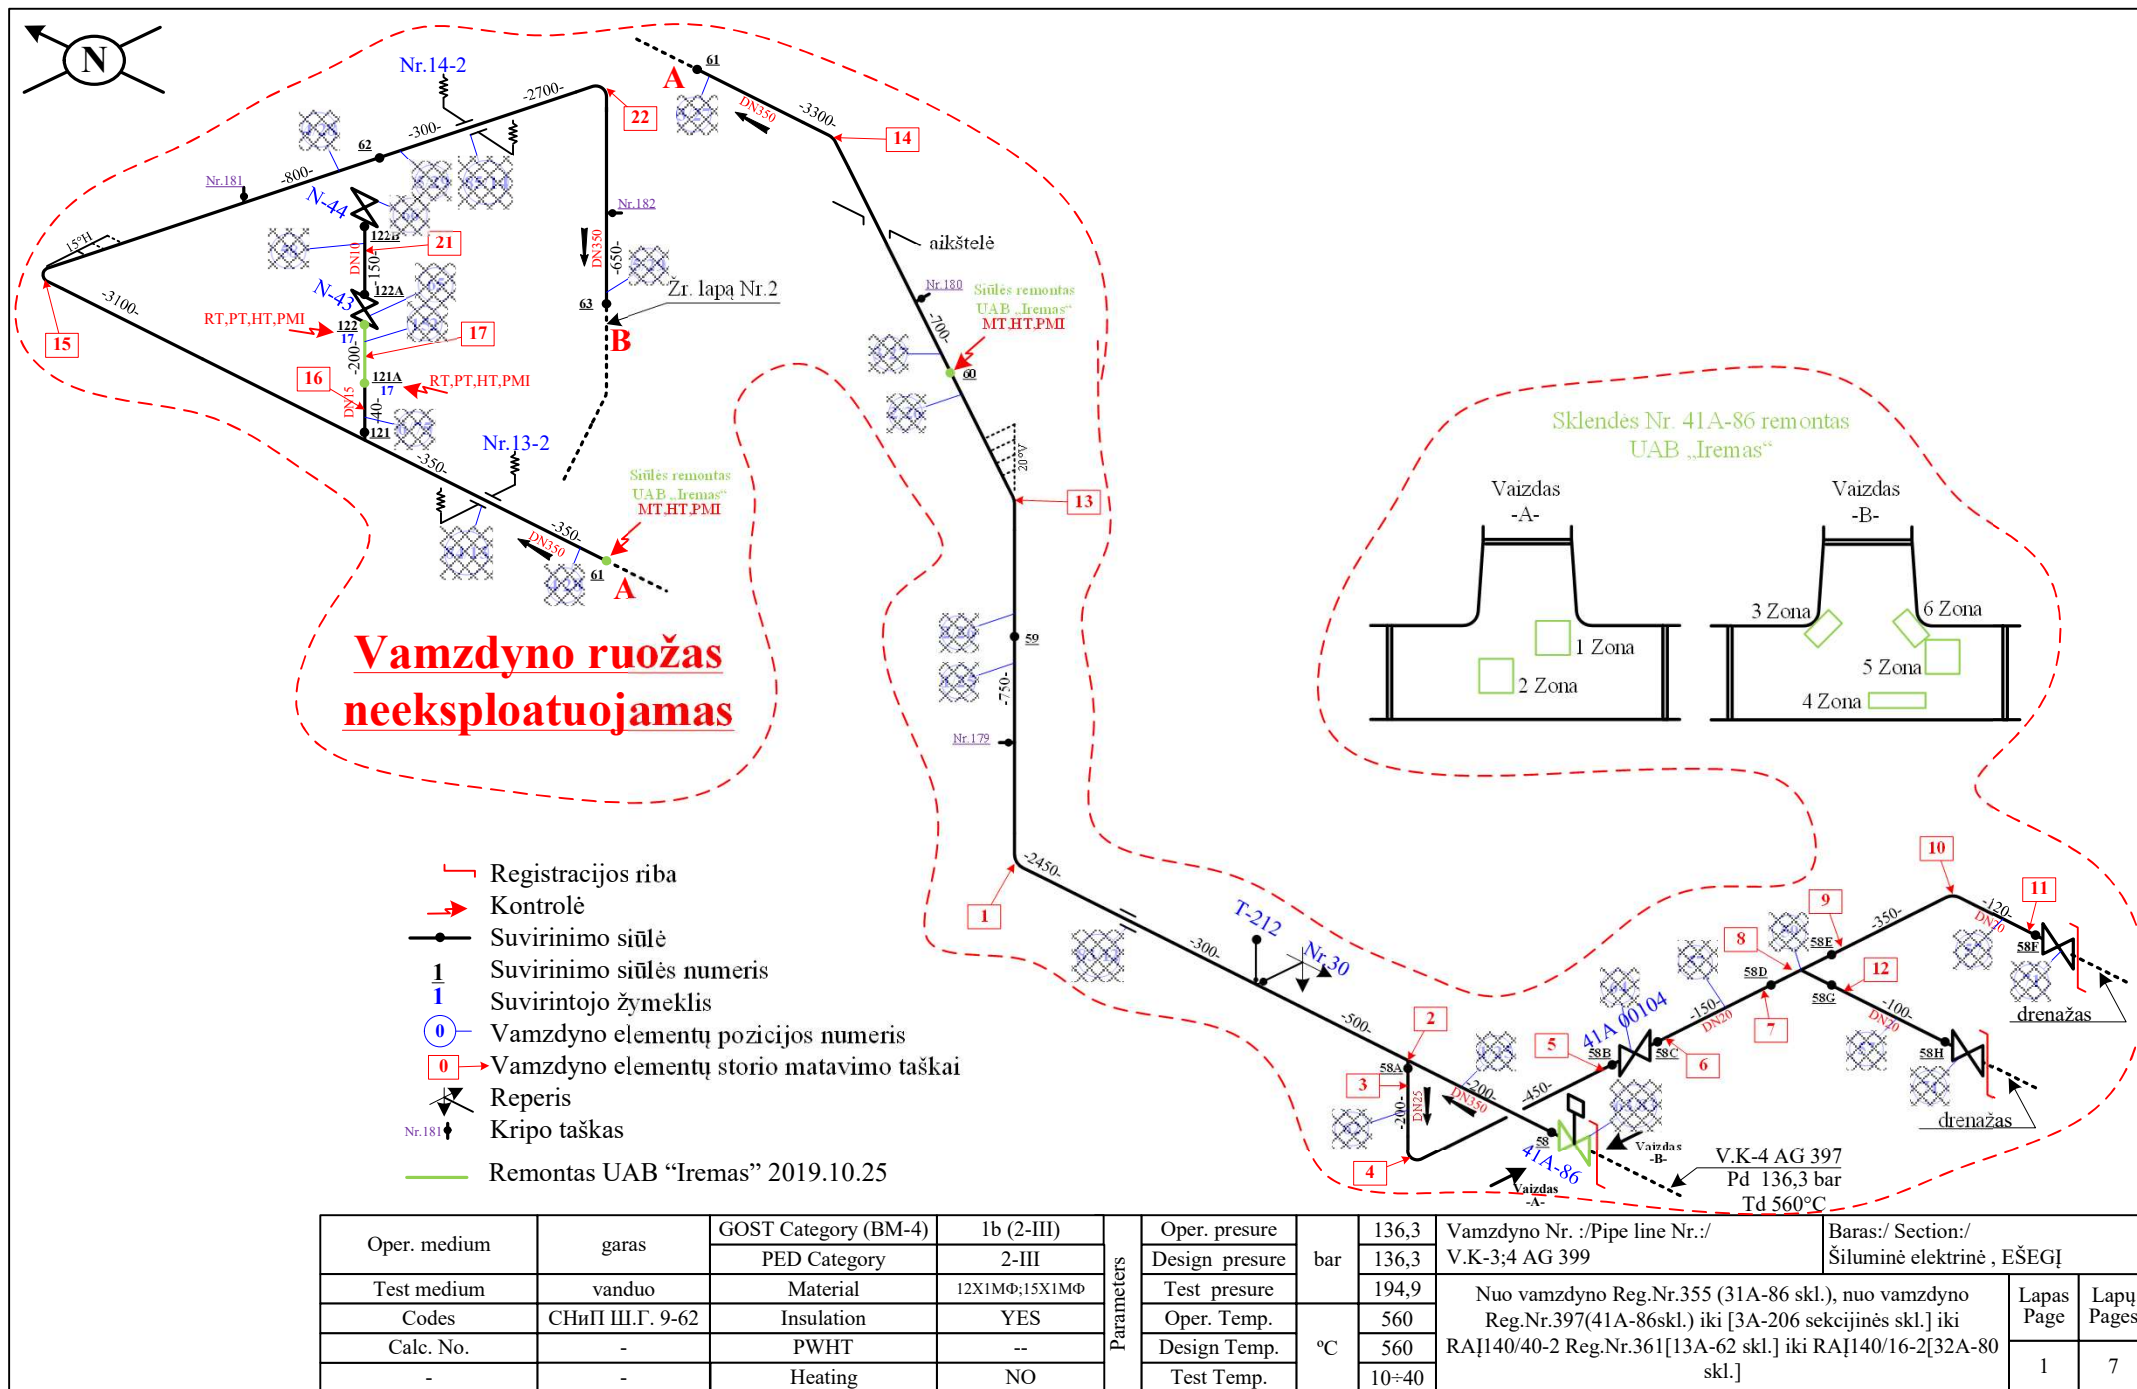 N
Nr.14-2
-2700-
22
-300-
62
-800-
Nr.181
N-44
122B
21
DN10
-150-
122A
N-43
15°H
-3100-
15
RT,PT,HT,PMI
122
17
17
-200-
16
121A
17
RT,PT,HT,PMI
DN15
-40-
121
-350-
Nr.13-2
-350-
DN350
61
A
Siūlės remontas
UAB „Iremas“
MT,HT,PMI
Nr.182
DN350
-650-
63
Žr. lapą Nr.2
B
A
61
DN350
-3300-
14
aikštelė
Nr.180
-700-
Siūlės remontas
UAB „Iremas“
MT,HT,PMI
60
20°V
13
59
-750-
Nr.179
-2450-
1
-300-
T-212
Nr.30
-500-
2
58A
3
-200-
DN25
4
-200-
DN350
-450-
58
41A-86
5
58B
41A 00104
58C
6
-150-
DN20
58D
7
8
9
58E
-350-
10
-120-
DN20
11
58F
12
58G
-100-
DN20
58H
drenažas
drenažas
Vaizdas
-B-
Vaizdas
-A-
V.K-4 AG 397
Pd 136,3 bar
Td 560°C
Sklendės Nr. 41A-86 remontas
UAB „Iremas“
Vaizdas
-A-
1 Zona
2 Zona
Vaizdas
-B-
3 Zona
6 Zona
5 Zona
4 Zona
Vamzdyno ruožas
neeksploatuojamas
Registracijos riba
Kontrolė
Suvirinimo siūlė
1 Suvirinimo siūlės numeris
1 Suvirintojo žymeklis
0 Vamzdyno elementų pozicijos numeris
0 Vamzdyno elementų storio matavimo taškai
Reperis
Nr.181 Kripo taškas
Remontas UAB “Iremas” 2019.10.25
Oper. medium garas GOST Category (BM-4) 1b (2-III)
PED Category 2-III
Test medium vanduo Material 12X1МФ;15X1МФ
Codes СНиП Ш.Г. 9-62 Insulation YES
Calc. No. - PWHT --
- - Heating NO
Parameters
Oper. presure bar 136,3
Design presure 136,3
Test presure 194,9
Oper. Temp. ºC 560
Design Temp. 560
Test Temp. 10÷40
Vamzdyno Nr. :/Pipe line Nr.:/
V.K-3;4 AG 399
Baras:/ Section:/
Šiluminė elektrinė , EŠEGĮ
Nuo vamzdyno Reg.Nr.355 (31A-86 skl.), nuo vamzdyno
Reg.Nr.397(41A-86skl.) iki [3A-206 sekcijinės skl.] iki
RAĮ140/40-2 Reg.Nr.361[13A-62 skl.] iki RAĮ140/16-2[32A-80
skl.]
Lapas
Page
1
Lapų
Pages
7